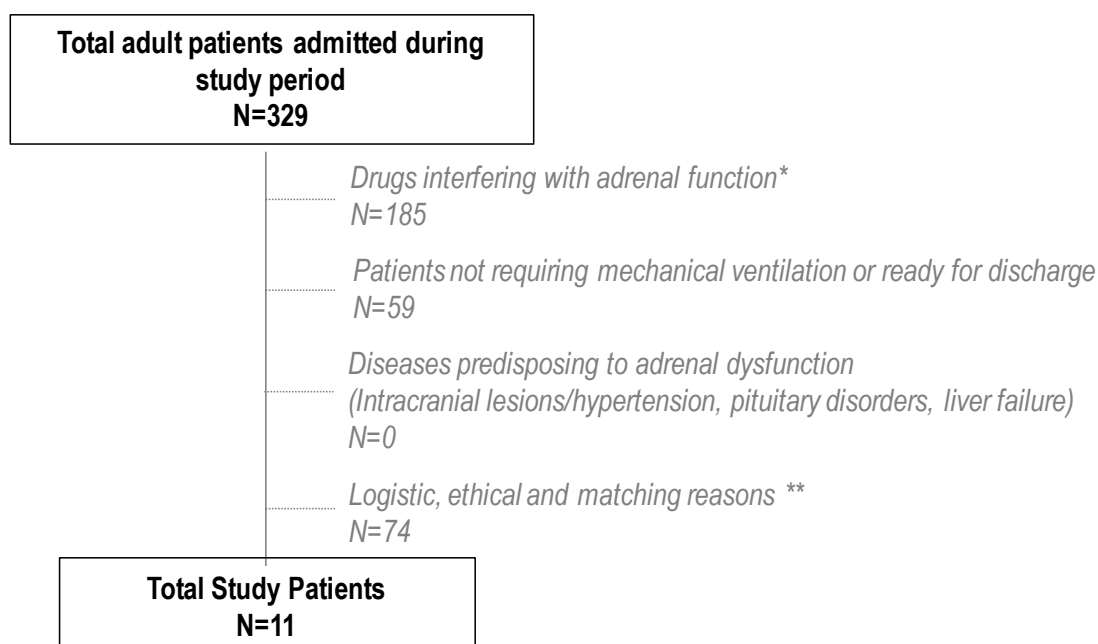 Total adult patients admitted during
study period
N=329
Drugs interfering with adrenal function*
N=185
Patients not requiring mechanical ventilation or ready for discharge
N=59
Diseases predisposing to adrenal dysfunction
(Intracranial lesions/hypertension, pituitary disorders, liver failure)
N=0
Logistic, ethical and matching reasons **
N=74
Total Study Patients
N=11